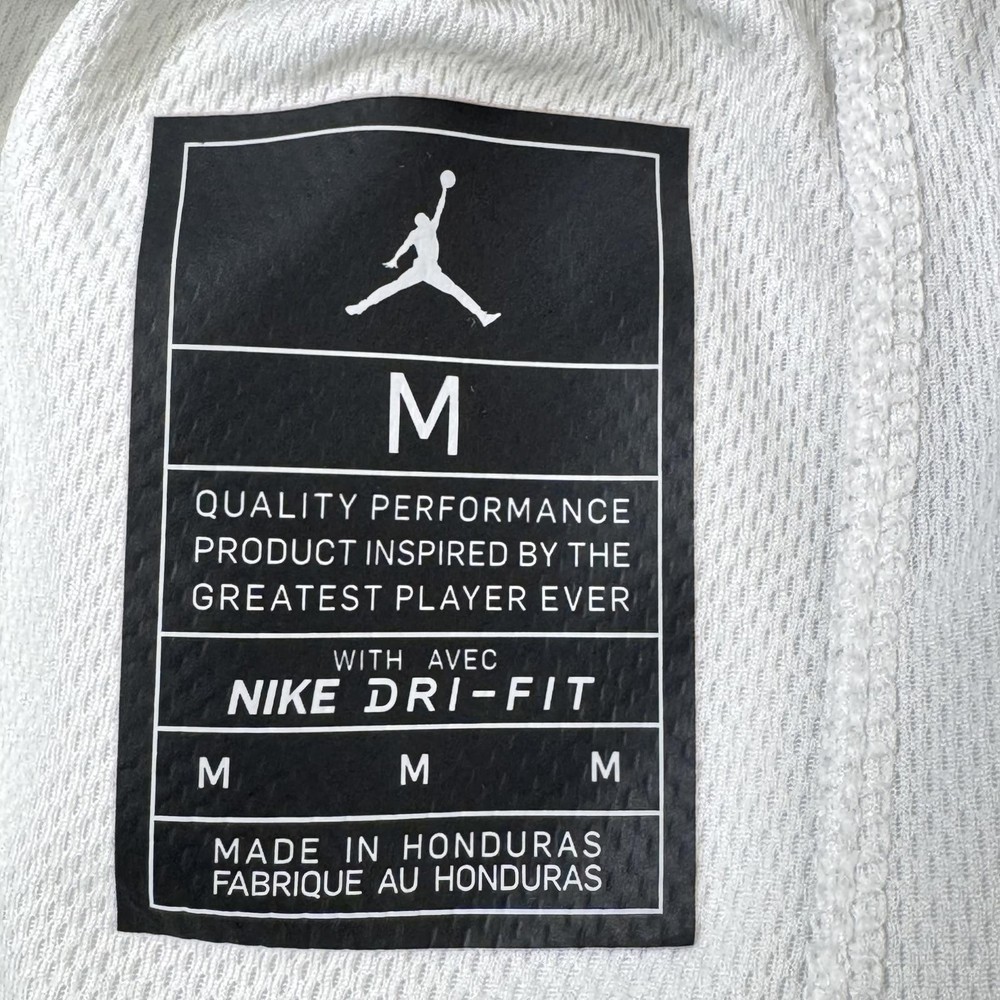 M
QUALITY PERFORMANCE
PRODUCT INSPIRED BY THE
GREATEST PLAYER EVER
WITH AVEC
NIKE DRI-FIT
M M M
MADE IN HONDURAS
FABRIQUE AU HONDURAS